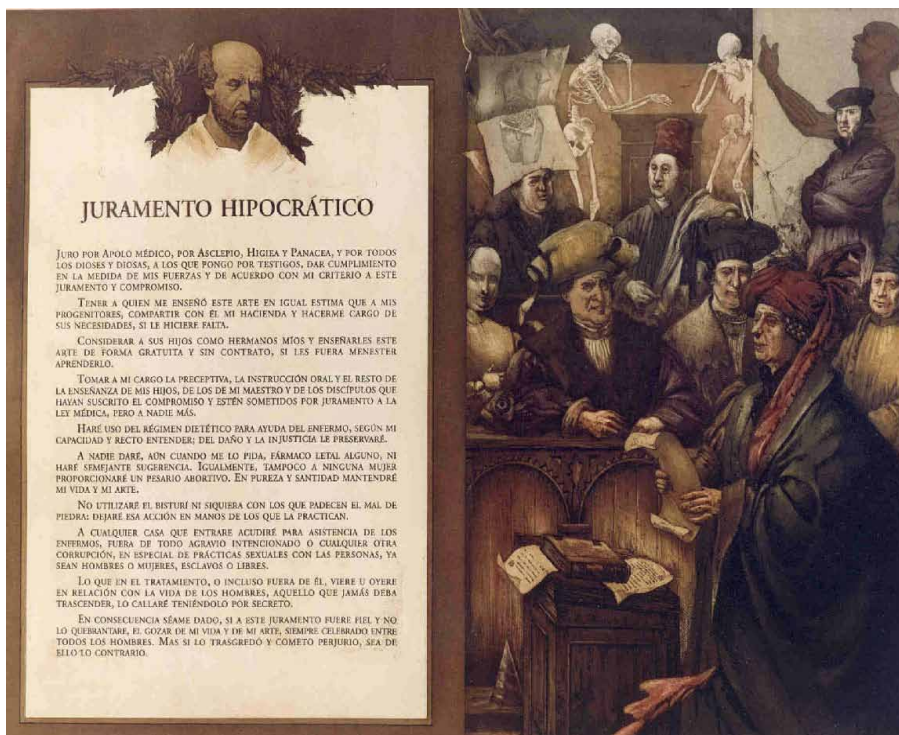 JURAMENTO HIPOCRÁTICO
JURO POR APOLO MÉDICO, POR ASCLEPIO, HIGIEA Y PANACEA, Y POR TODOS
LOS DIOSES Y DIOSAS, A LOS QUE PONGO POR TESTIGOS, DAR CUMPLIMIENTO
EN LA MEDIDA DE MIS FUERZAS Y DE ACUERDO CON MI CRITERIO A ESTE
JURAMENTO Y COMPROMISO.
TENER A QUIEN ME ENSEÑÓ ESTE ARTE EN IGUAL ESTIMA QUE A MIS
PROGENITORES, COMPARTIR CON ÉL MI HACIENDA Y HACERME CARGO DE
SUS NECESIDADES, SI LE HICIERE FALTA.
CONSIDERAR A SUS HIJOS COMO HERMANOS MÍOS Y ENSEÑARLES ESTE
ARTE DE FORMA GRATUITA Y SIN CONTRATO, SI LES FUERA MENESTER
APRENDERLO.
TOMAR A MI CARGO LA PRECEPTIVA, LA INSTRUCCIÓN ORAL Y EL RESTO DE
LA ENSEÑANZA DE MIS HIJOS, DE LOS DE MI MAESTRO Y DE LOS DISCÍPULOS QUE
HAYAN SUSCRITO EL COMPROMISO Y ESTÉN SOMETIDOS POR JURAMENTO A LA
LEY MÉDICA, PERO A NADIE MÁS.
HARÉ USO DEL RÉGIMEN DIETÉTICO PARA AYUDA DEL ENFERMO, SEGÚN MI
CAPACIDAD Y RECTO ENTENDER; DEL DAÑO Y LA INJUSTICIA LE PRESERVARÉ.
A NADIE DARÉ, AÚN CUANDO ME LO PIDA, FÁRMACO LETAL ALGUNO, NI
HARÉ SEMEJANTE SUGERENCIA. IGUALMENTE, TAMPOCO A NINGUNA MUJER
PROPORCIONARÉ UN PESARIO ABORTIVO. EN PUREZA Y SANTIDAD MANTENDRÉ
MI VIDA Y MI ARTE.
NO UTILIZARÉ EL BISTURÍ NI SIQUIERA CON LOS QUE PADECEN EL MAL DE
PIEDRA: DEJARÉ ESA ACCIÓN EN MANOS DE LOS QUE LA PRACTICAN.
A CUALQUIER CASA QUE ENTRARE ACUDIRÉ PARA ASISTENCIA DE LOS
ENFERMOS, FUERA DE TODO AGRAVIO INTENCIONADO O CUALQUIER OTRA
CORRUPCIÓN, EN ESPECIAL DE PRÁCTICAS SEXUALES CON LAS PERSONAS, YA
SEAN HOMBRES O MUJERES, ESCLAVOS O LIBRES.
LO QUE EN EL TRATAMIENTO, O INCLUSO FUERA DE ÉL, VIERE U OYERE
EN RELACIÓN CON LA VIDA DE LOS HOMBRES, AQUELLO QUE JAMÁS DEBA
TRASCENDER, LO CALLARÉ TENIÉNDOLO POR SECRETO.
EN CONSECUENCIA SÉAME DADO, SI A ESTE JURAMENTO FUERE FIEL Y NO
LO QUEBRANTARE, EL GOZAR DE MI VIDA Y DE MI ARTE, SIEMPRE CELEBRADO ENTRE
TODOS LOS HOMBRES. MAS SI LO TRASGREDÓ Y COMETO PERJURIO, SEA DE
ELLO LO CONTRARIO.